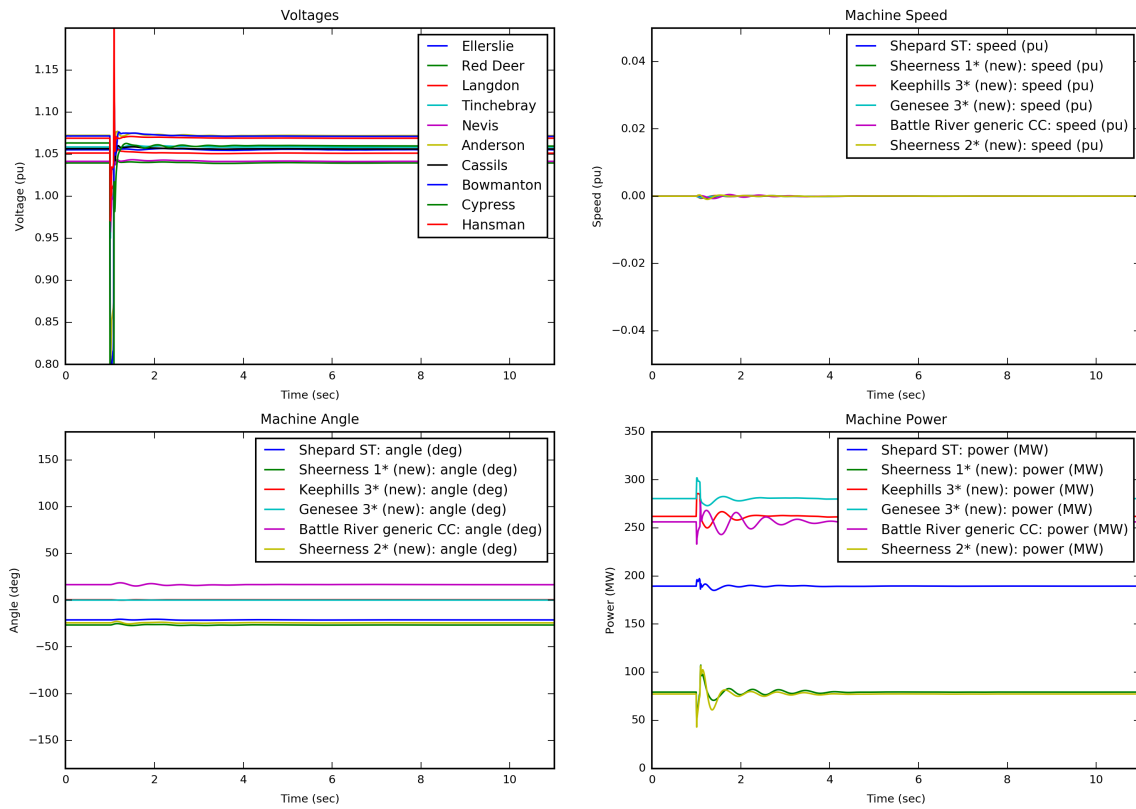 Voltages
1.15
1.10
1.05
1.00
0.95
0.90
0.85
0.80
Voltage (pu)
0 2 4 6 8 10
Time (sec)
Ellerslie
Red Deer
Langdon
Tinchebray
Nevis
Anderson
Cassils
Bowmanton
Cypress
Hansman
Machine Speed
0.04
0.02
0.00
−0.02
−0.04
Speed (pu)
0 2 4 6 8 10
Time (sec)
Shepard ST: speed (pu)
Sheerness 1* (new): speed (pu)
Keephills 3* (new): speed (pu)
Genesee 3* (new): speed (pu)
Battle River generic CC: speed (pu)
Sheerness 2* (new): speed (pu)
Machine Angle
150
100
50
0
−50
−100
−150
Angle (deg)
0 2 4 6 8 10
Time (sec)
Shepard ST: angle (deg)
Sheerness 1* (new): angle (deg)
Keephills 3* (new): angle (deg)
Genesee 3* (new): angle (deg)
Battle River generic CC: angle (deg)
Sheerness 2* (new): angle (deg)
Machine Power
350
300
250
200
150
100
50
0
Power (MW)
0 2 4 6 8 10
Time (sec)
Shepard ST: power (MW)
Sheerness 1* (new): power (MW)
Keephills 3* (new): power (MW)
Genesee 3* (new): power (MW)
Battle River generic CC: power (MW)
Sheerness 2* (new): power (MW)